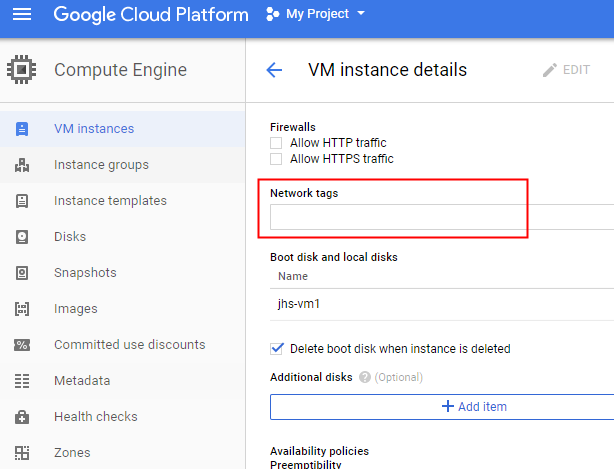 Google Cloud Platform
My Project
Compute Engine
VM instance details
EDIT
VM instances
Instance groups
Instance templates
Disks
Snapshots
Images
Committed use discounts
Metadata
Health checks
Zones
Firewalls
Allow HTTP traffic
Allow HTTPS traffic
Network tags
Boot disk and local disks
Name
jhs-vm1
Delete boot disk when instance is deleted
Additional disks ? (Optional)
+ Add item
Availability policies
Preemptibility